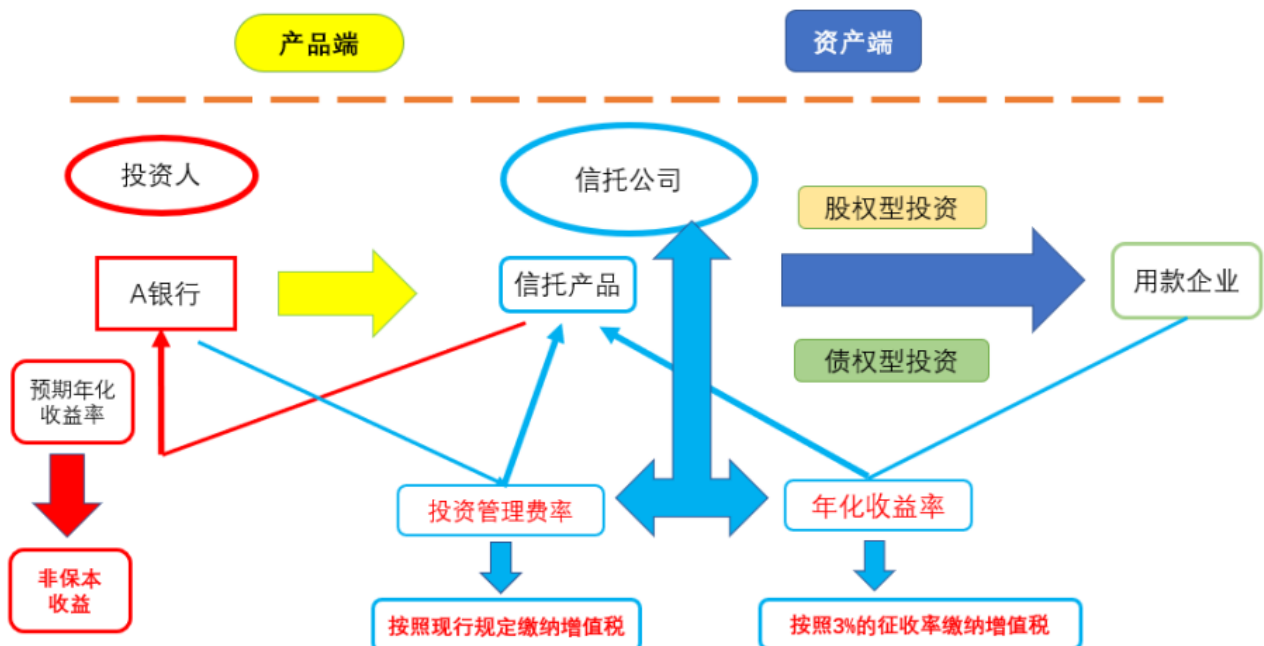 产品端
资产端
投资人
信托公司
股权型投资
A银行
信托产品
用款企业
债权型投资
预期年化
收益率
投资管理费率
年化收益率
非保本
收益
按照现行规定缴纳增值税
按照3%的征收率缴纳增值税